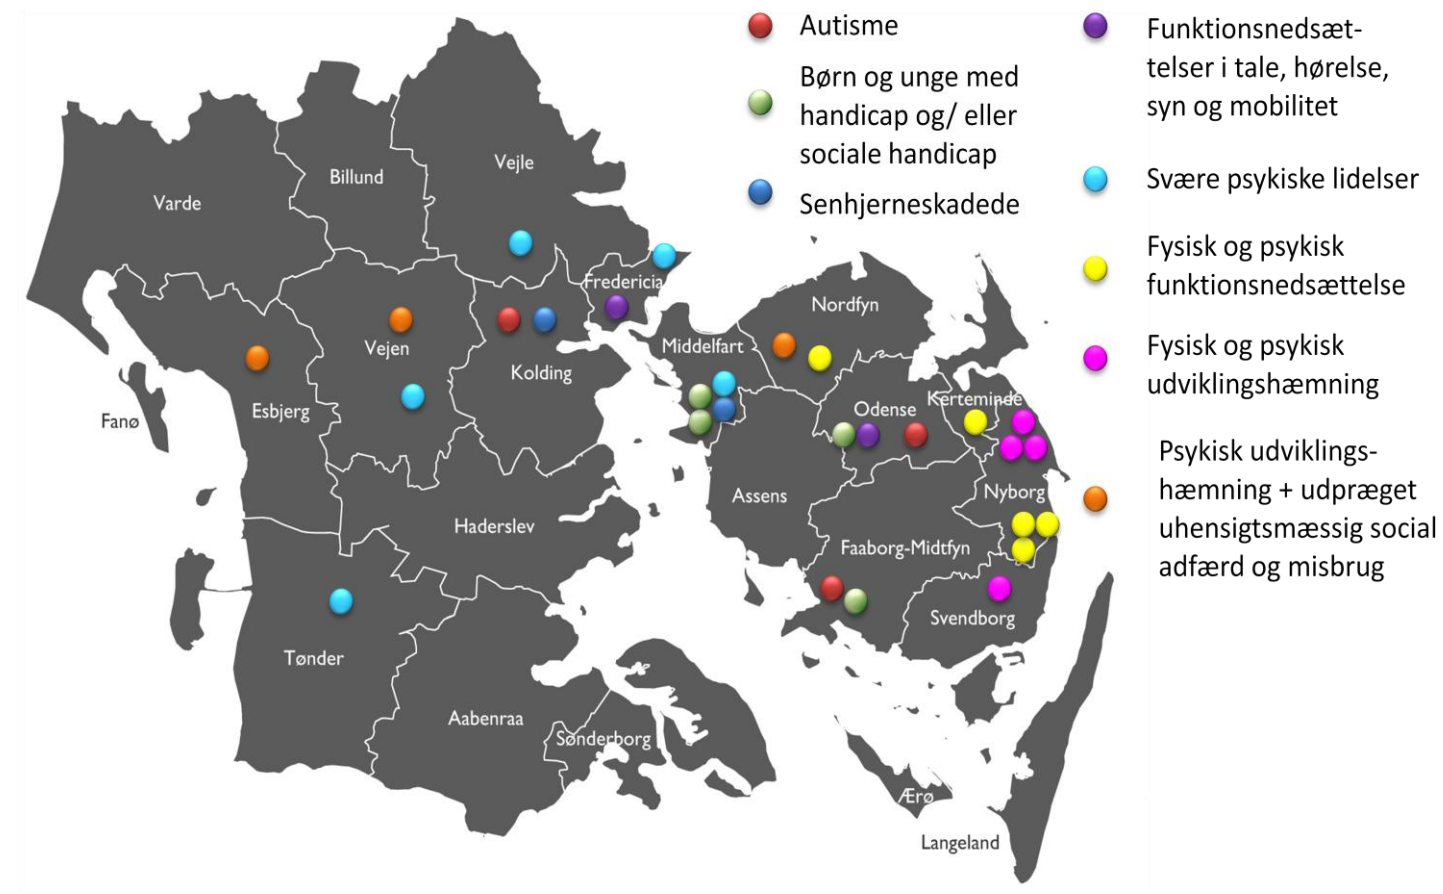 Autisme
Børn og unge med
handicap og/ eller
sociale handicap
Senhjerneskadede
Funktionsnedsæt-
telser i tale, hørelse,
syn og mobilitet
Svære psykiske lidelser
Fysisk og psykisk
funktionsnedsættelse
Fysisk og psykisk
udviklingshæmning
Psykisk udviklings-
hæmning + udpræget
uhensigtsmæssig social
adfærd og misbrug
Varde
Billund
Vejle
Fredericia
Nordfyn
Vejen
Middelfart
Kolding
Kerteminde
Fanø
Esbjerg
Odense
Assens
Nyborg
Haderslev
Faaborg-Midtfyn
Svendborg
Tønder
Aabenraa
Sønderborg
Ærø
Langeland